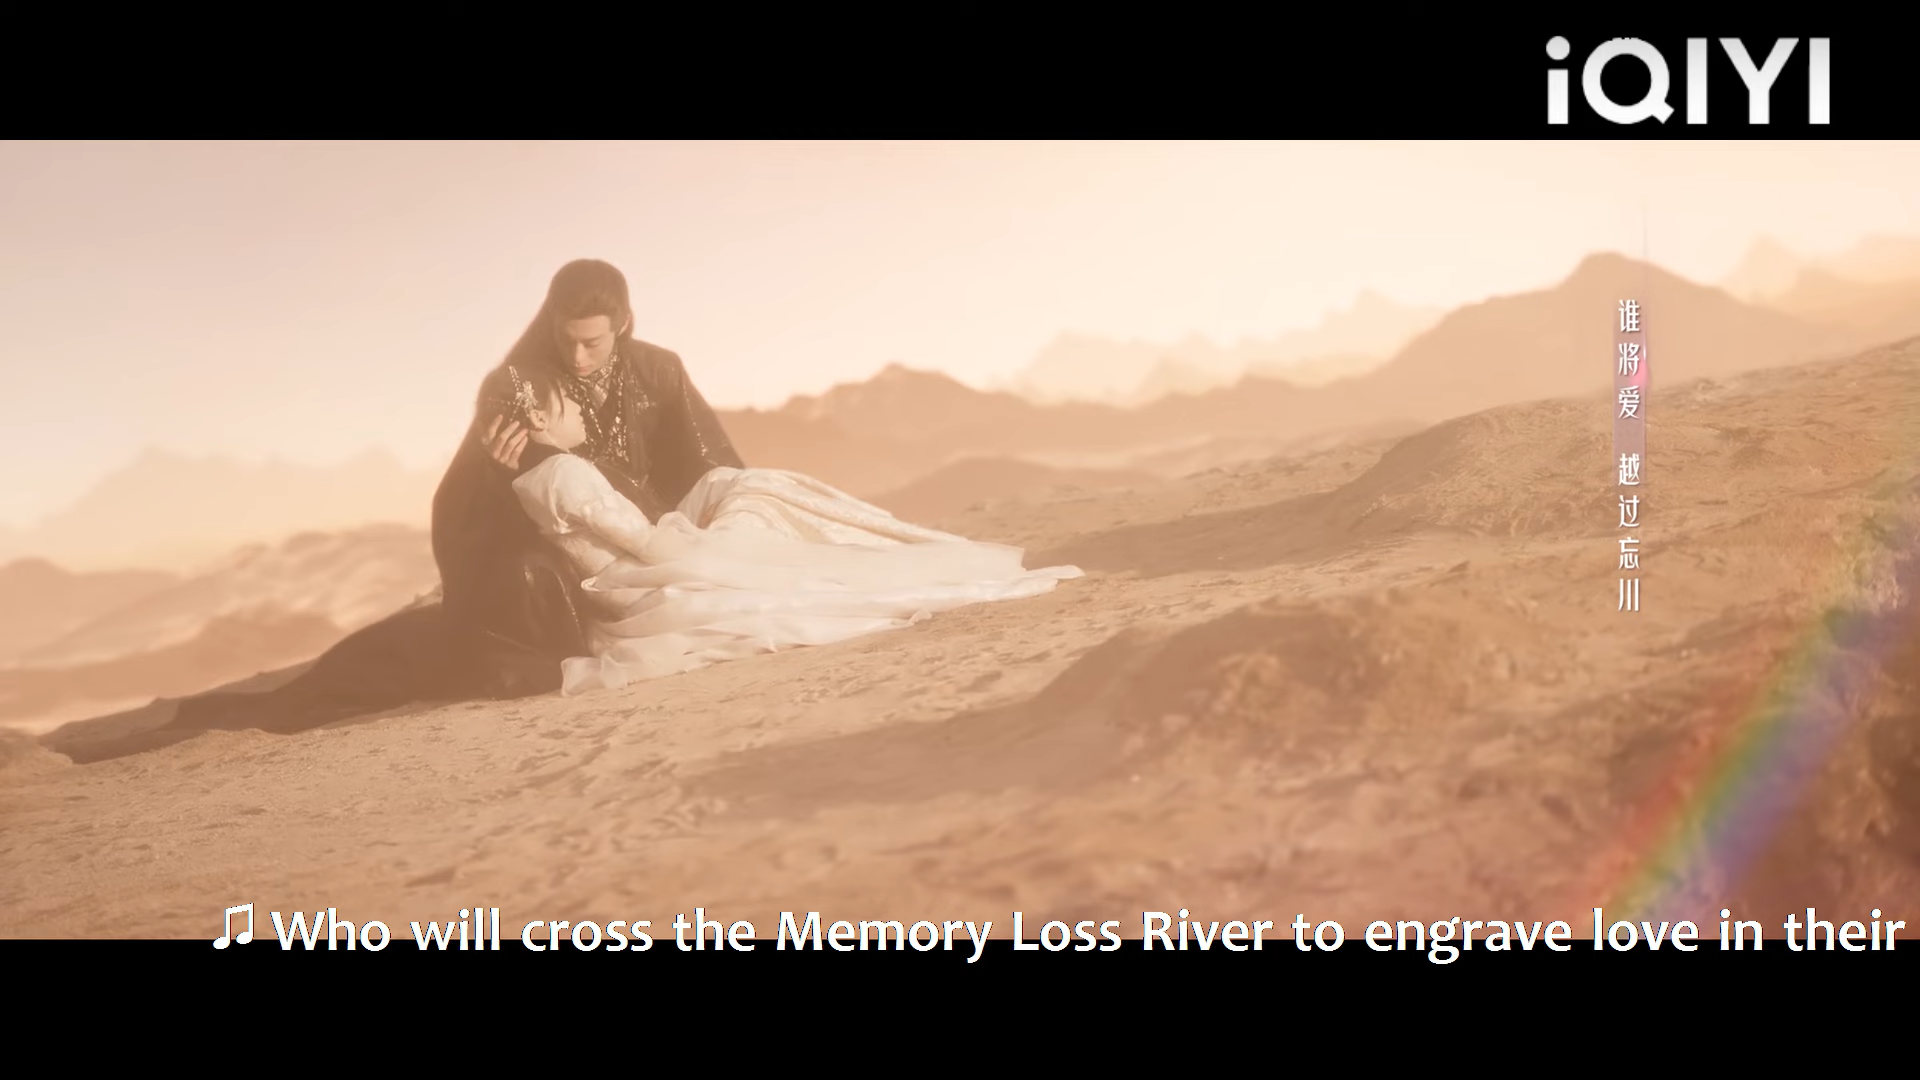 iQIYI
谁将爱 越过忘川
♫ Who will cross the Memory Loss River to engrave love in their